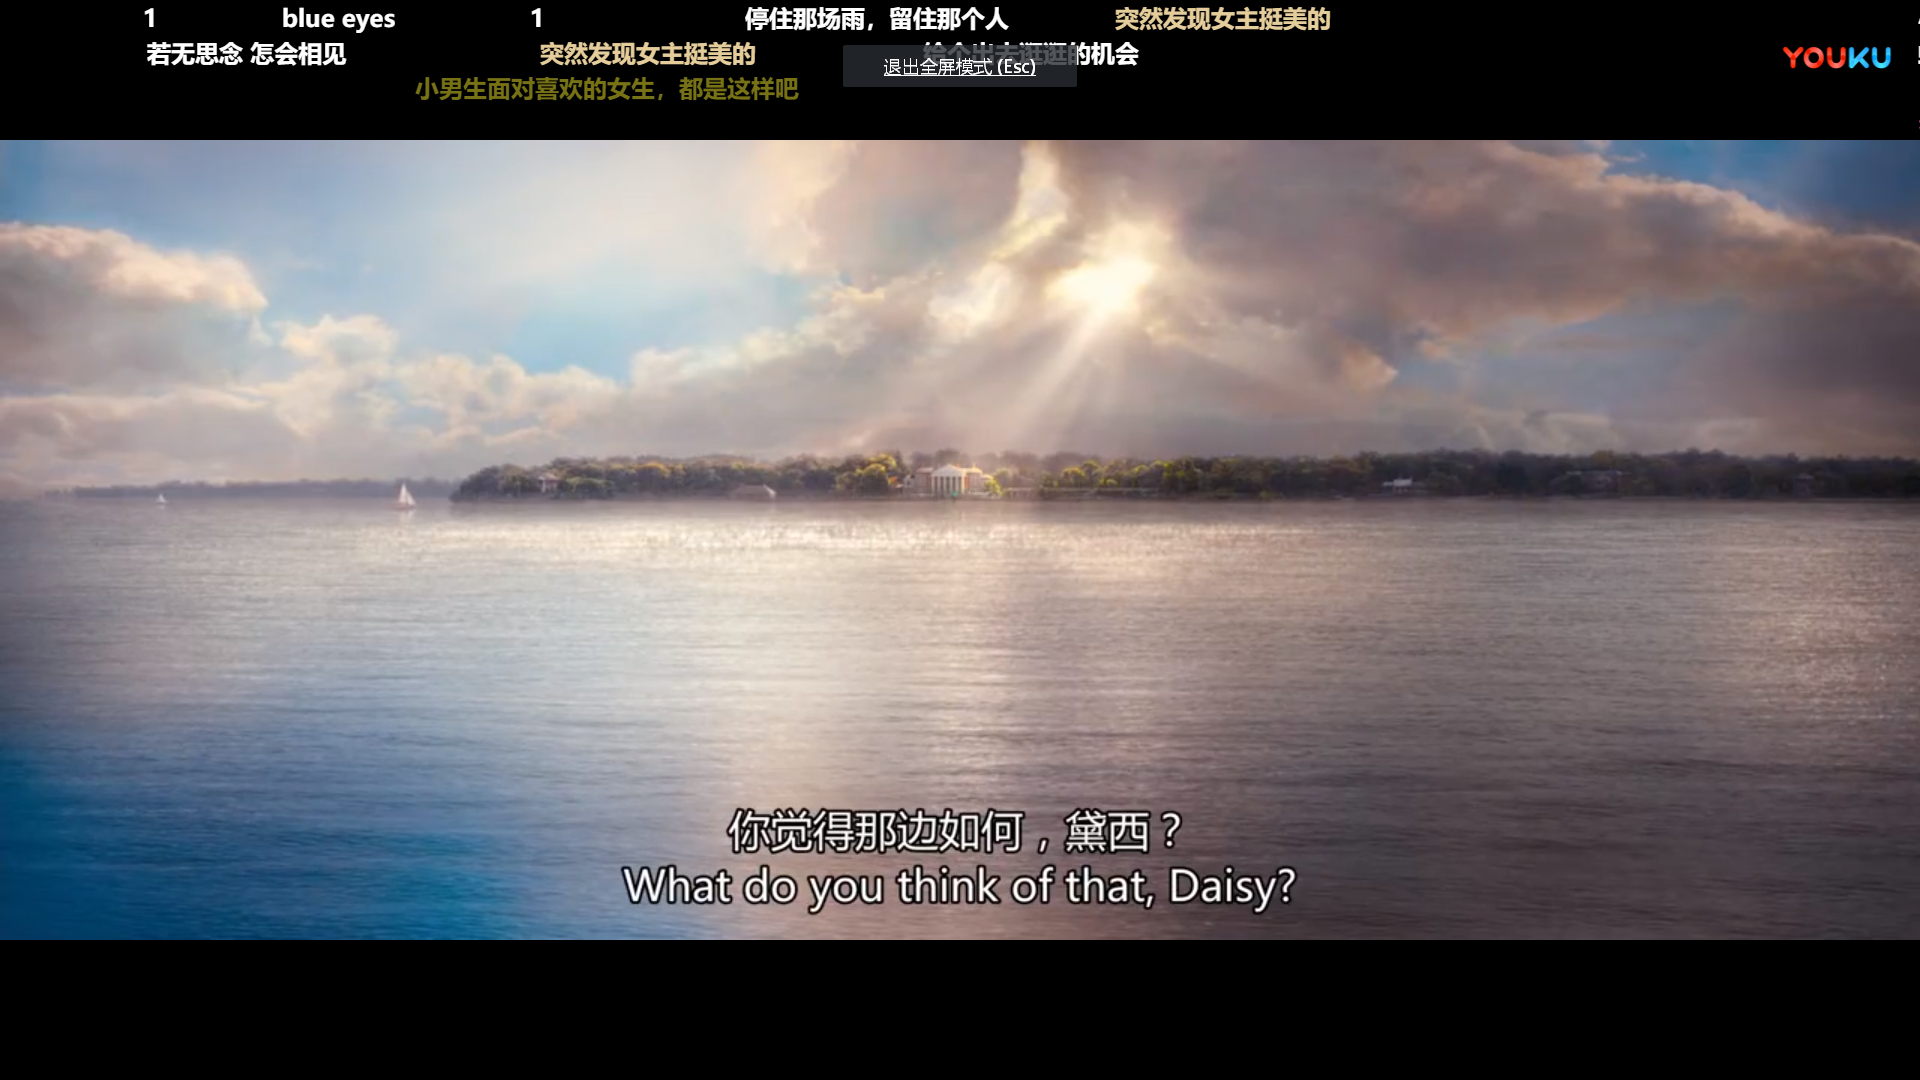 1 blue eyes 1 停住那场雨，留住那个人 突然发现女主挺美的
若无思念 怎会相见 突然发现女主挺美的 的机会
YOUKU
退出全屏模式 (Esc)
小男生面对喜欢的女生，都是这样吧
你觉得那边如何，黛西？
What do you think of that, Daisy?